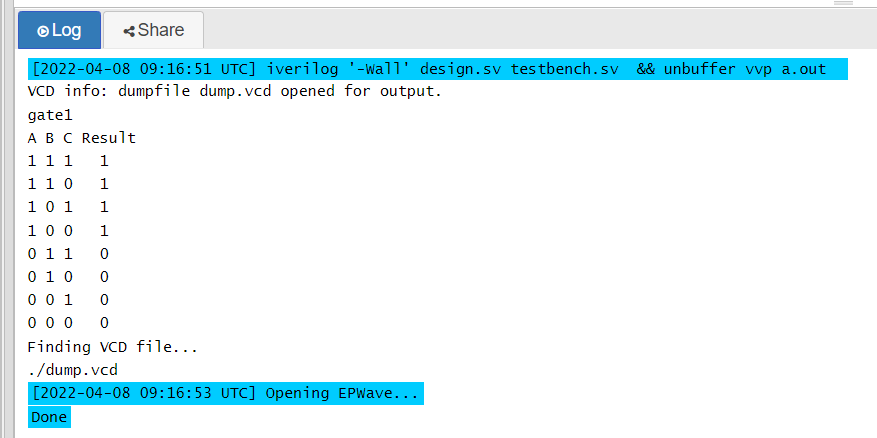 Log Share
[2022-04-08 09:16:51 UTC] iverilog '-Wall' design.sv testbench.sv  && unbuffer vvp a.out
VCD info: dumpfile dump.vcd opened for output.
gate1
A B C Result
1 1 1   1
1 1 0   1
1 0 1   1
1 0 0   1
0 1 1   0
0 1 0   0
0 0 1   0
0 0 0   0
Finding VCD file...
./dump.vcd
[2022-04-08 09:16:53 UTC] Opening EPWave...
Done